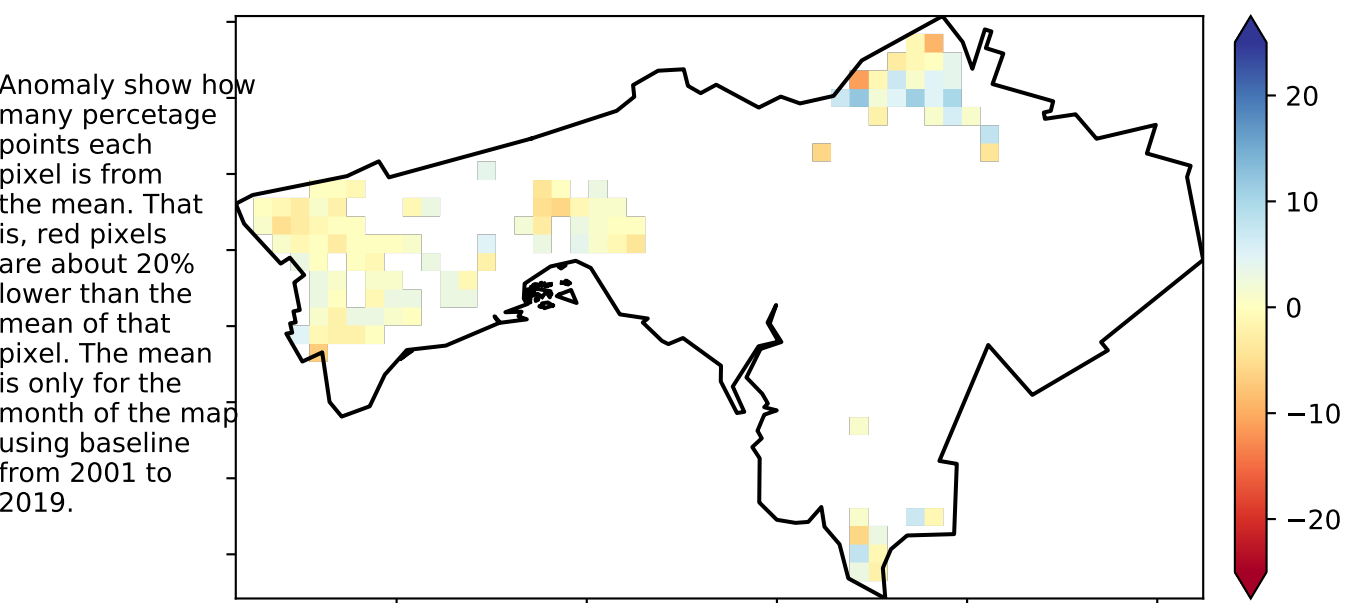 Anomaly show how
many percetage
points each
pixel is from
the mean. That
is, red pixels
are about 20%
lower than the
mean of that
pixel. The mean
is only for the
month of the map
using baseline
from 2001 to
2019.
20
10
0
−10
−20